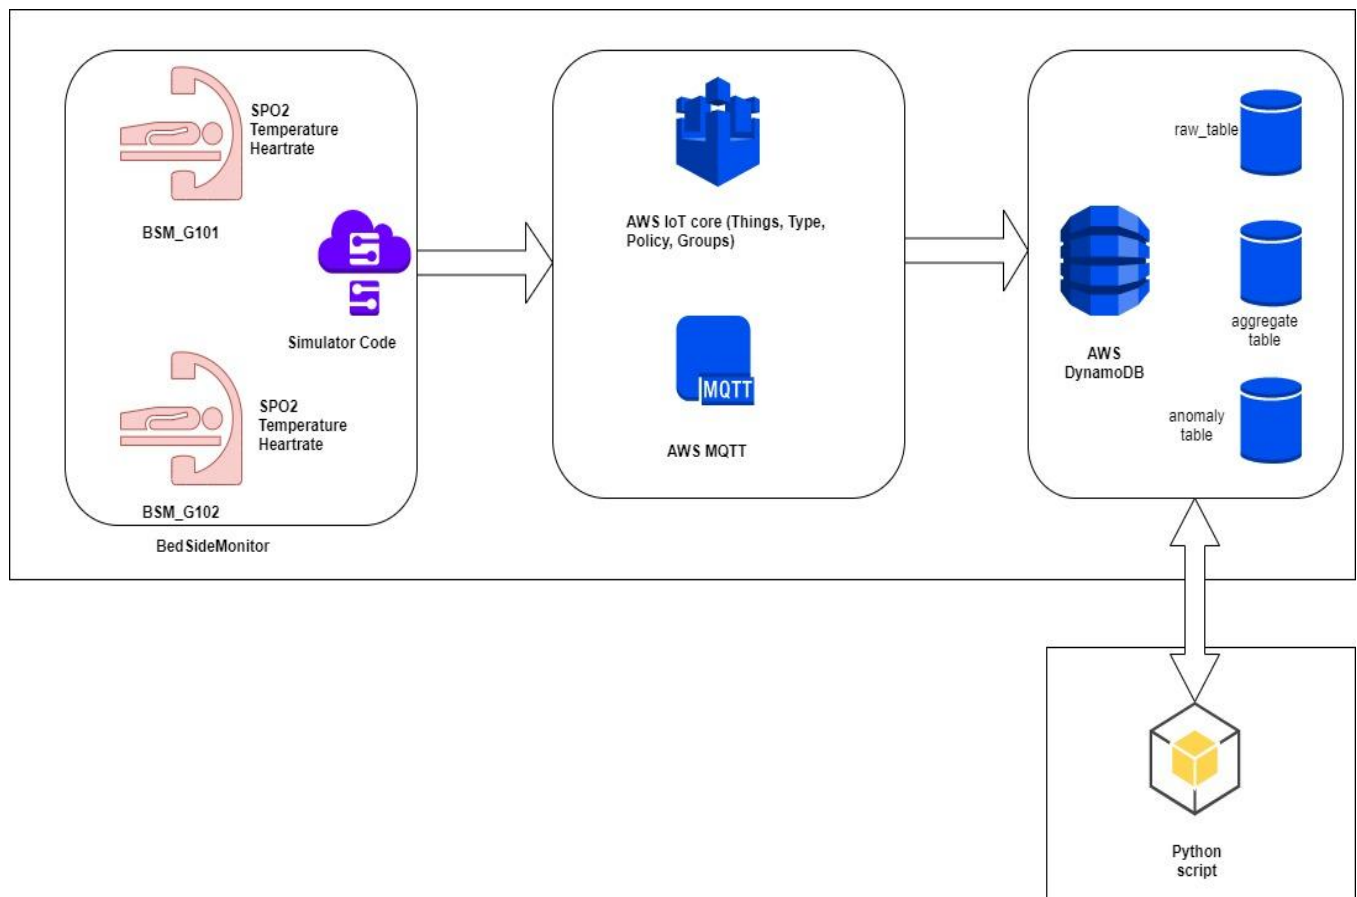 SPO2
Temperature
Heartrate
BSM_G101
Simulator Code
SPO2
Temperature
Heartrate
BSM_G102
BedSideMonitor
AWS IoT core (Things, Type,
Policy, Groups)
MQTT
AWS MQTT
raw_table
aggregate
table
AWS
DynamoDB
anomaly
table
Python
script